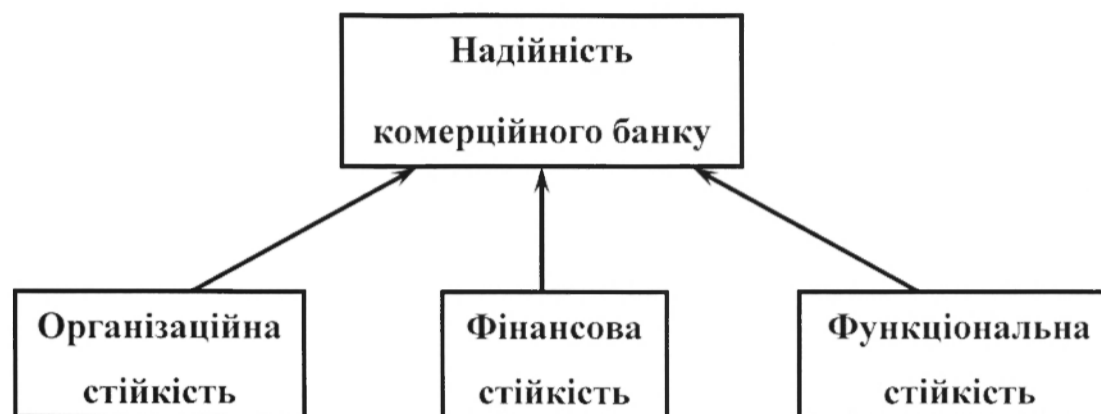 Надійність
комерційного банку
Організаційна
стійкість
Фінансова
стійкість
Функціональна
стійкість